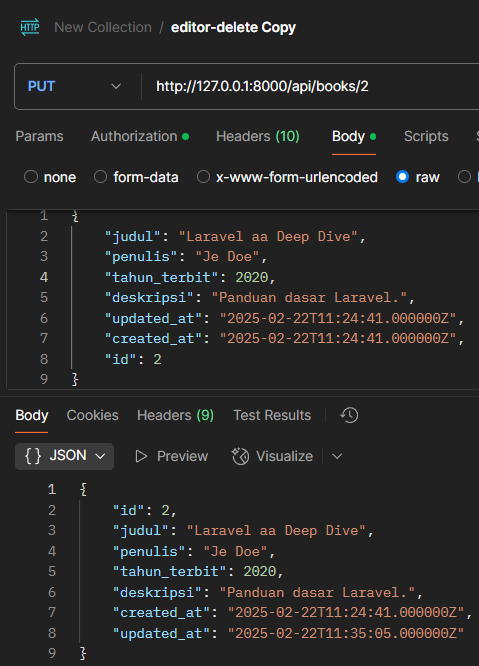 HTTP New Collection / editor-delete Copy
PUT http://127.0.0.1:8000/api/books/2
Params Authorization Headers (10) Body Scripts
none form-data x-www-form-urlencoded raw
1 {
2 "judul": "Laravel aa Deep Dive",
3 "penulis": "Je Doe",
4 "tahun_terbit": 2020,
5 "deskripsi": "Panduan dasar Laravel.",
6 "updated_at": "2025-02-22T11:24:41.000000Z",
7 "created_at": "2025-02-22T11:24:41.000000Z",
8 "id": 2
9 }
Body Cookies Headers (9) Test Results
{} JSON Preview Visualize
1 {
2 "id": 2,
3 "judul": "Laravel aa Deep Dive",
4 "penulis": "Je Doe",
5 "tahun_terbit": 2020,
6 "deskripsi": "Panduan dasar Laravel.",
7 "created_at": "2025-02-22T11:24:41.000000Z",
8 "updated_at": "2025-02-22T11:35:05.000000Z"
9 }